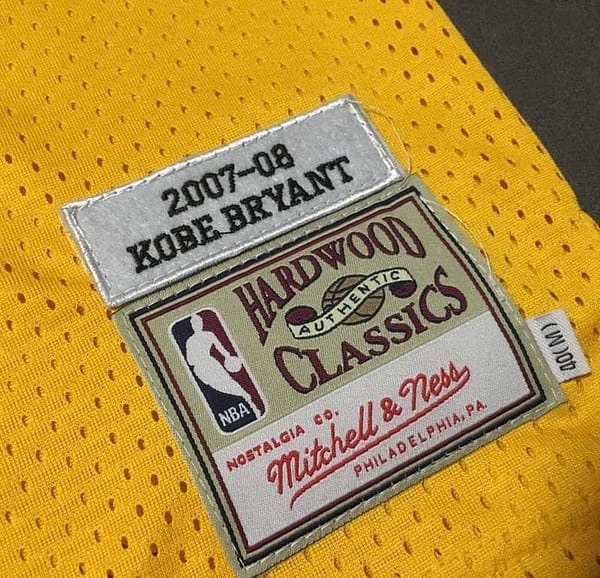 2007-08
KOBE BRYANT
HARDWOOD
AUTHENTIC
CLASSICS
NBA
NOSTALGIA CO.
Mitchell & Ness
PHILADELPHIA, PA.
40(M)